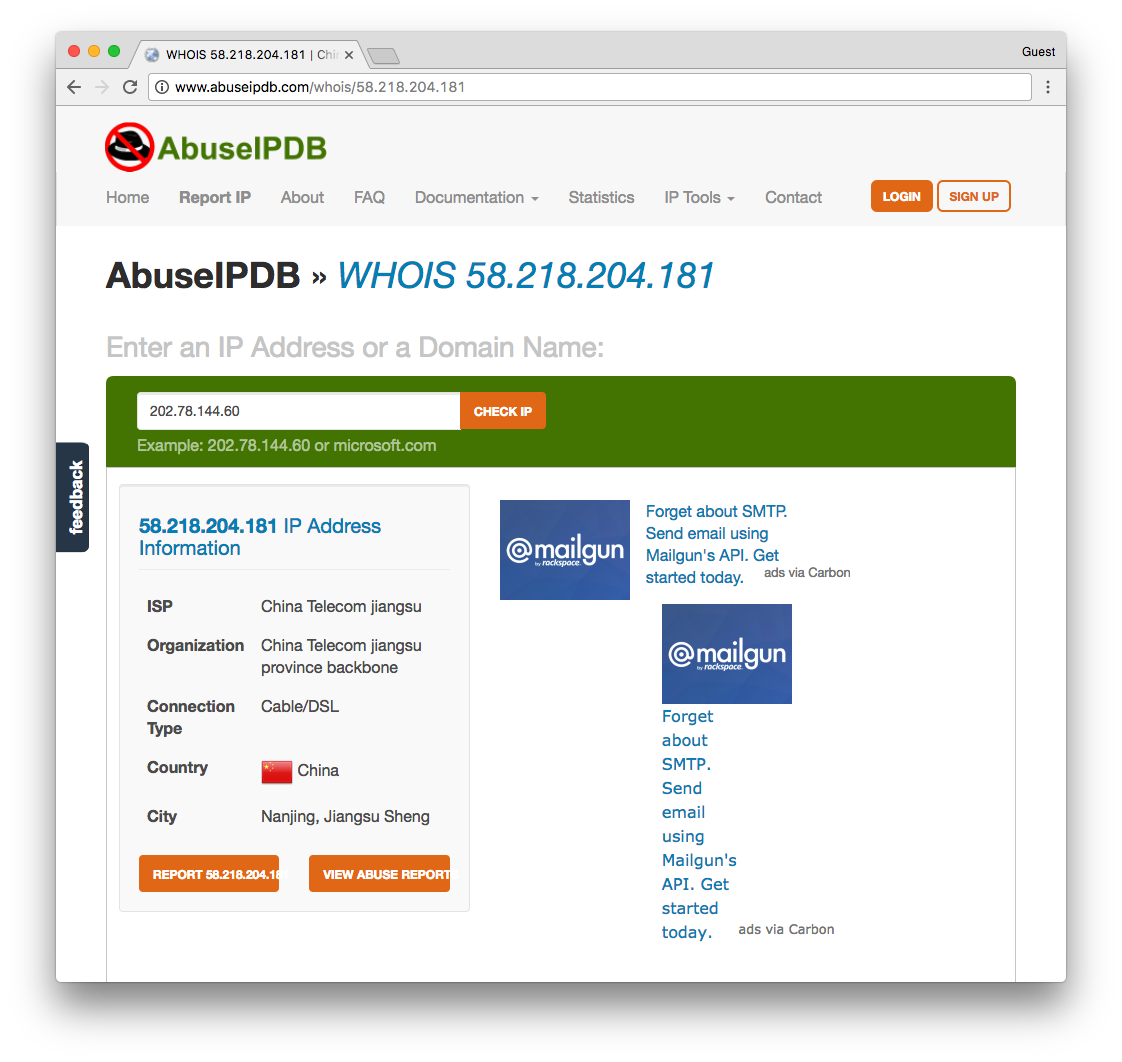 WHOIS 58.218.204.181 | Chi
Guest
www.abuseipdb.com/whois/58.218.204.181
AbuseIPDB
Home Report IP About FAQ Documentation Statistics IP Tools Contact LOGIN SIGN UP
AbuseIPDB » WHOIS 58.218.204.181
Enter an IP Address or a Domain Name:
202.78.144.60 CHECK IP
Example: 202.78.144.60 or microsoft.com
feedback
58.218.204.181 IP Address
Information
ISP China Telecom jiangsu
Organization China Telecom jiangsu
province backbone
Connection Cable/DSL
Type
Country China
City Nanjing, Jiangsu Sheng
REPORT 58.218.204.18 VIEW ABUSE REPORTS
@mailgun
by rackspace.
Forget about SMTP.
Send email using
Mailgun's API. Get
started today.
ads via Carbon
@mailgun
by rackspace.
Forget
about
SMTP.
Send
email
using
Mailgun's
API. Get
started
today.
ads via Carbon